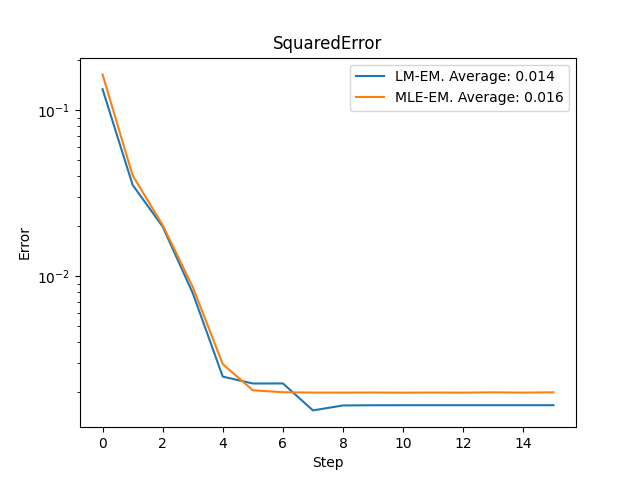 SquaredError
LM-EM. Average: 0.014
MLE-EM. Average: 0.016
10⁻¹
10⁻²
Error
0 2 4 6 8 10 12 14
Step